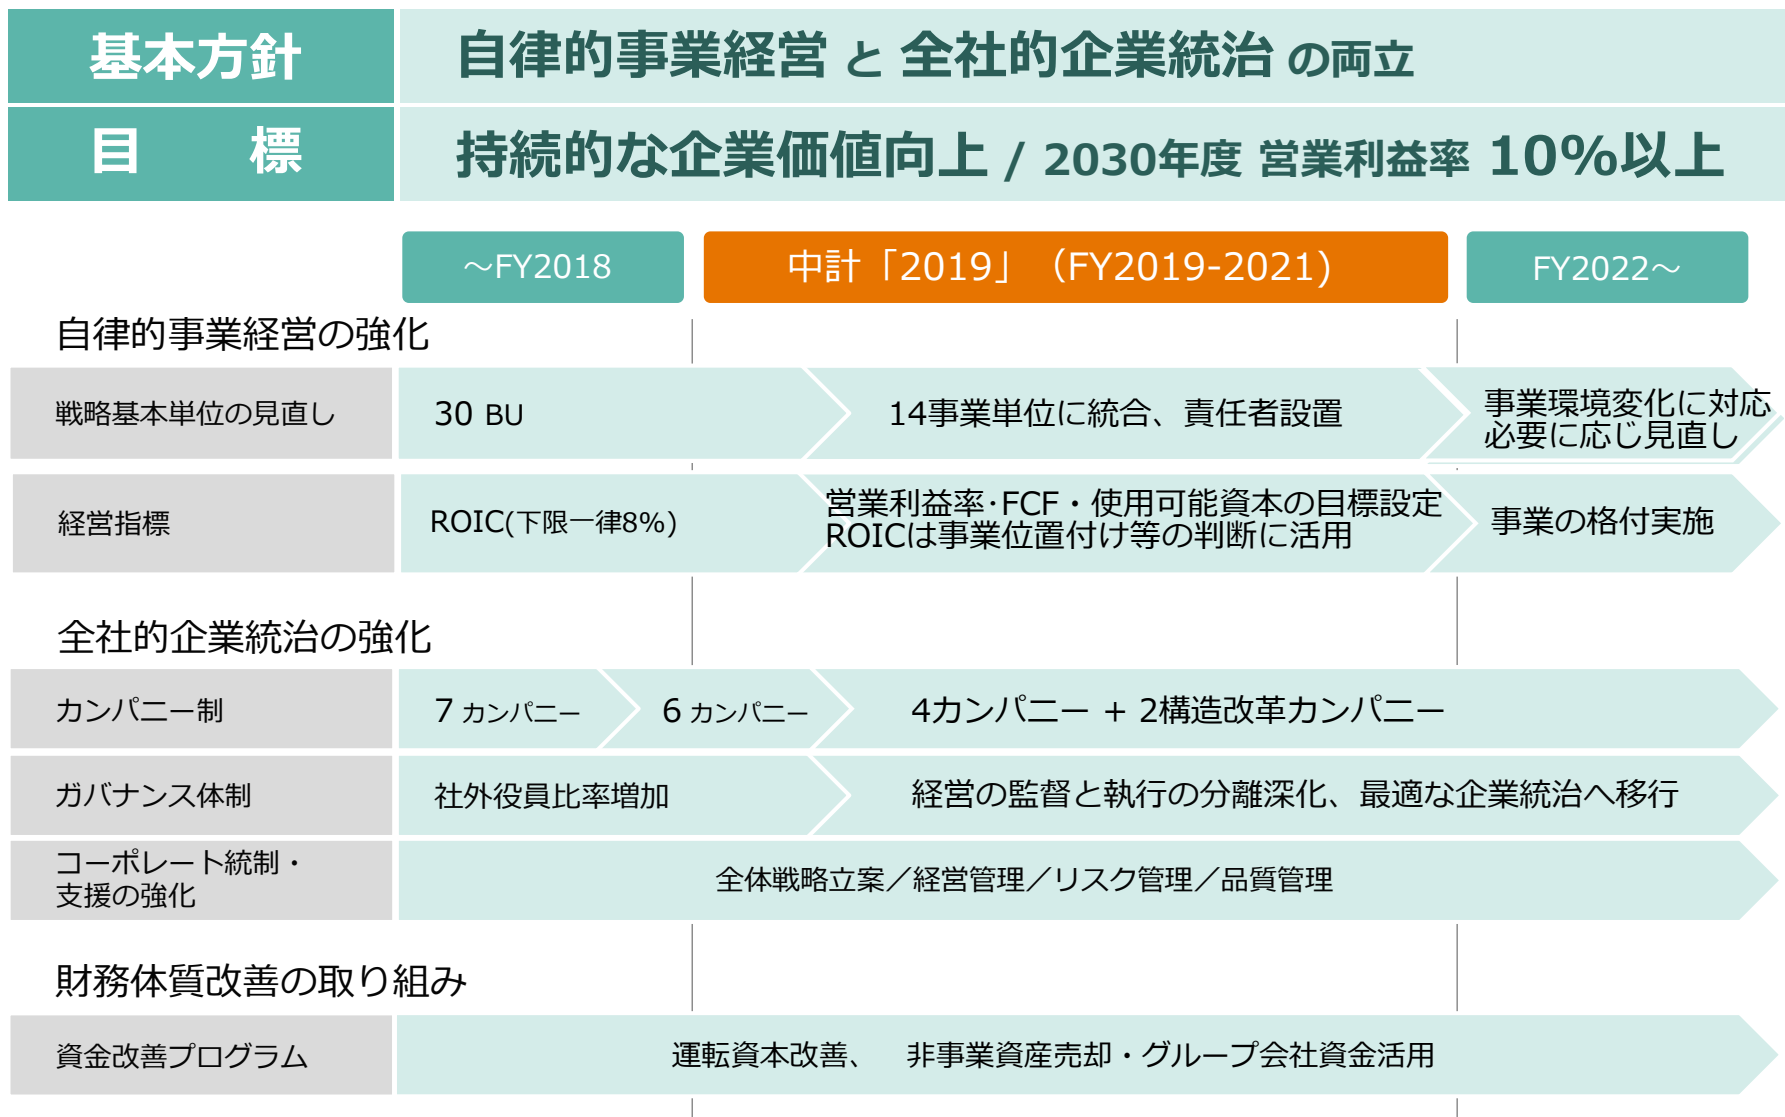 基本方針
自律的事業経営 と 全社的企業統治 の両立
目　　標
持続的な企業価値向上 / 2030年度 営業利益率 10%以上
～FY2018
中計「2019」（FY2019-2021)
FY2022～
自律的事業経営の強化
戦略基本単位の見直し
30 BU
14事業単位に統合、責任者設置
事業環境変化に対応
必要に応じ見直し
経営指標
ROIC(下限一律8%)
営業利益率･FCF・使用可能資本の目標設定
ROICは事業位置付け等の判断に活用
事業の格付実施
全社的企業統治の強化
カンパニー制
7 カンパニー
6 カンパニー
4カンパニー + 2構造改革カンパニー
ガバナンス体制
社外役員比率増加
経営の監督と執行の分離深化、最適な企業統治へ移行
コーポレート統制・
支援の強化
全体戦略立案／経営管理／リスク管理／品質管理
財務体質改善の取り組み
資金改善プログラム
運転資本改善、　非事業資産売却・グループ会社資金活用